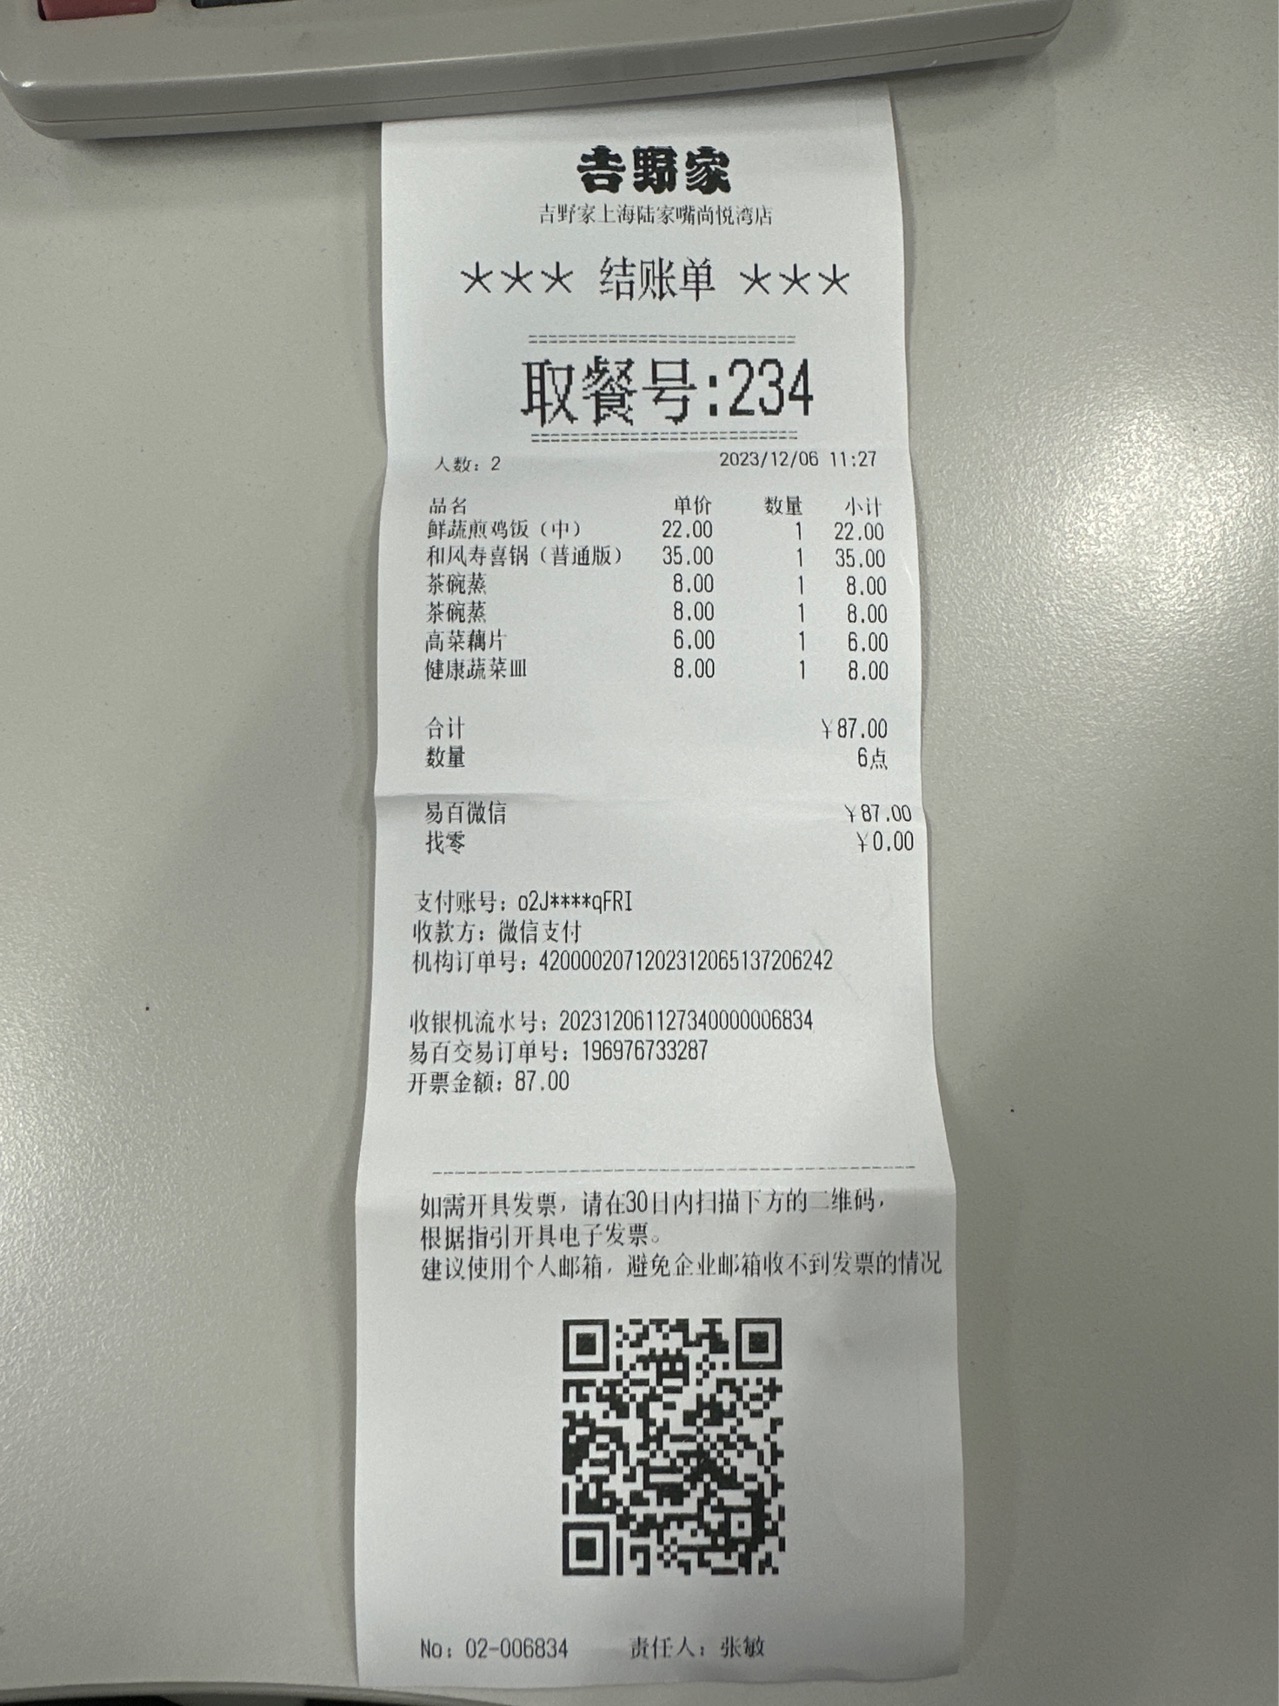 吉野家
吉野家上海陆家嘴尚悦湾店
*** 结账单 ***
取餐号:234
人数: 2 2023/12/06 11:27
品名 单价 数量 小计
鲜蔬煎鸡饭（中） 22.00 1 22.00
和风寿喜锅（普通版） 35.00 1 35.00
茶碗蒸 8.00 1 8.00
茶碗蒸 8.00 1 8.00
高菜藕片 6.00 1 6.00
健康蔬菜皿 8.00 1 8.00
合计 ¥87.00
数量 6点
易百微信 ¥87.00
找零 ¥0.00
支付账号: o2J****qFRI
收款方: 微信支付
机构订单号: 4200002071202312065137206242
收银机流水号: 202312061127340000006834
易百交易订单号: 196976733287
开票金额: 87.00
如需开具发票, 请在30日内扫描下方的二维码,
根据指引开具电子发票。
建议使用个人邮箱, 避免企业邮箱收不到发票的情况
No: 02-006834 责任人: 张敏